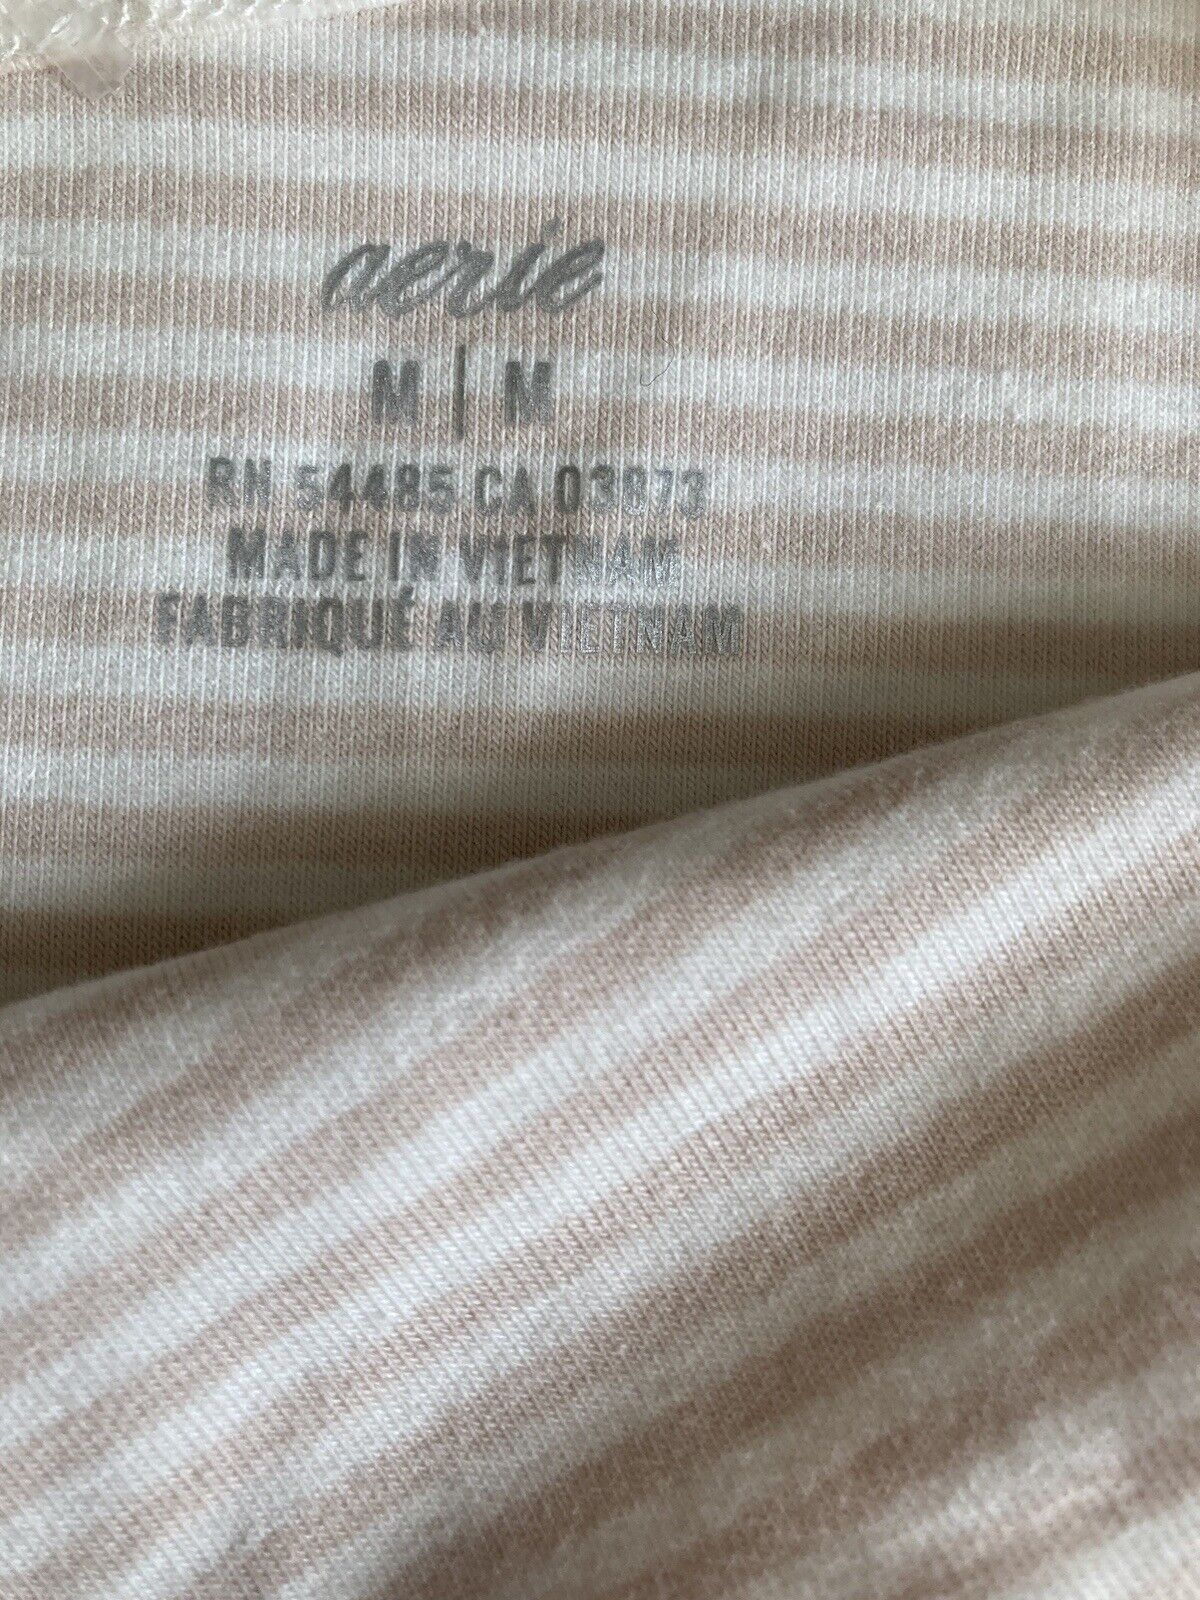 aerie
M | M
RN 54485 CA 03873
MADE IN VIETNAM
FABRIQUÉ AU VIETNAM